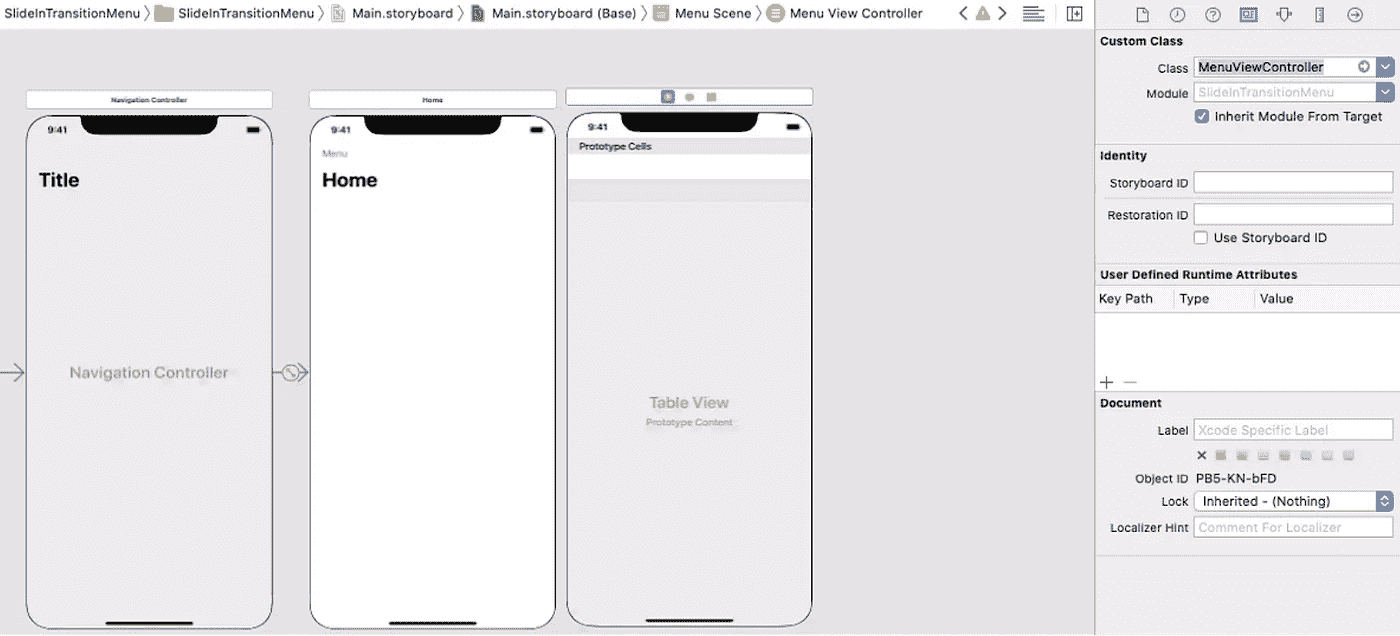 SlideInTransitionMenu SlideInTransitionMenu Main.storyboard Main.storyboard (Base) Menu Scene Menu View Controller
Navigation Controller
9:41
Title
Navigation Controller
Home
9:41
Menu
Home
9:41
Prototype Cells
Table View
Prototype Content
Custom Class
Class MenuViewController
Module SlideInTransitionMenu
Inherit Module From Target
Identity
Storyboard ID
Restoration ID
Use Storyboard ID
User Defined Runtime Attributes
Key Path Type Value
Document
Label Xcode Specific Label
Object ID PB5-KN-bFD
Lock Inherited - (Nothing)
Localizer Hint Comment For Localizer